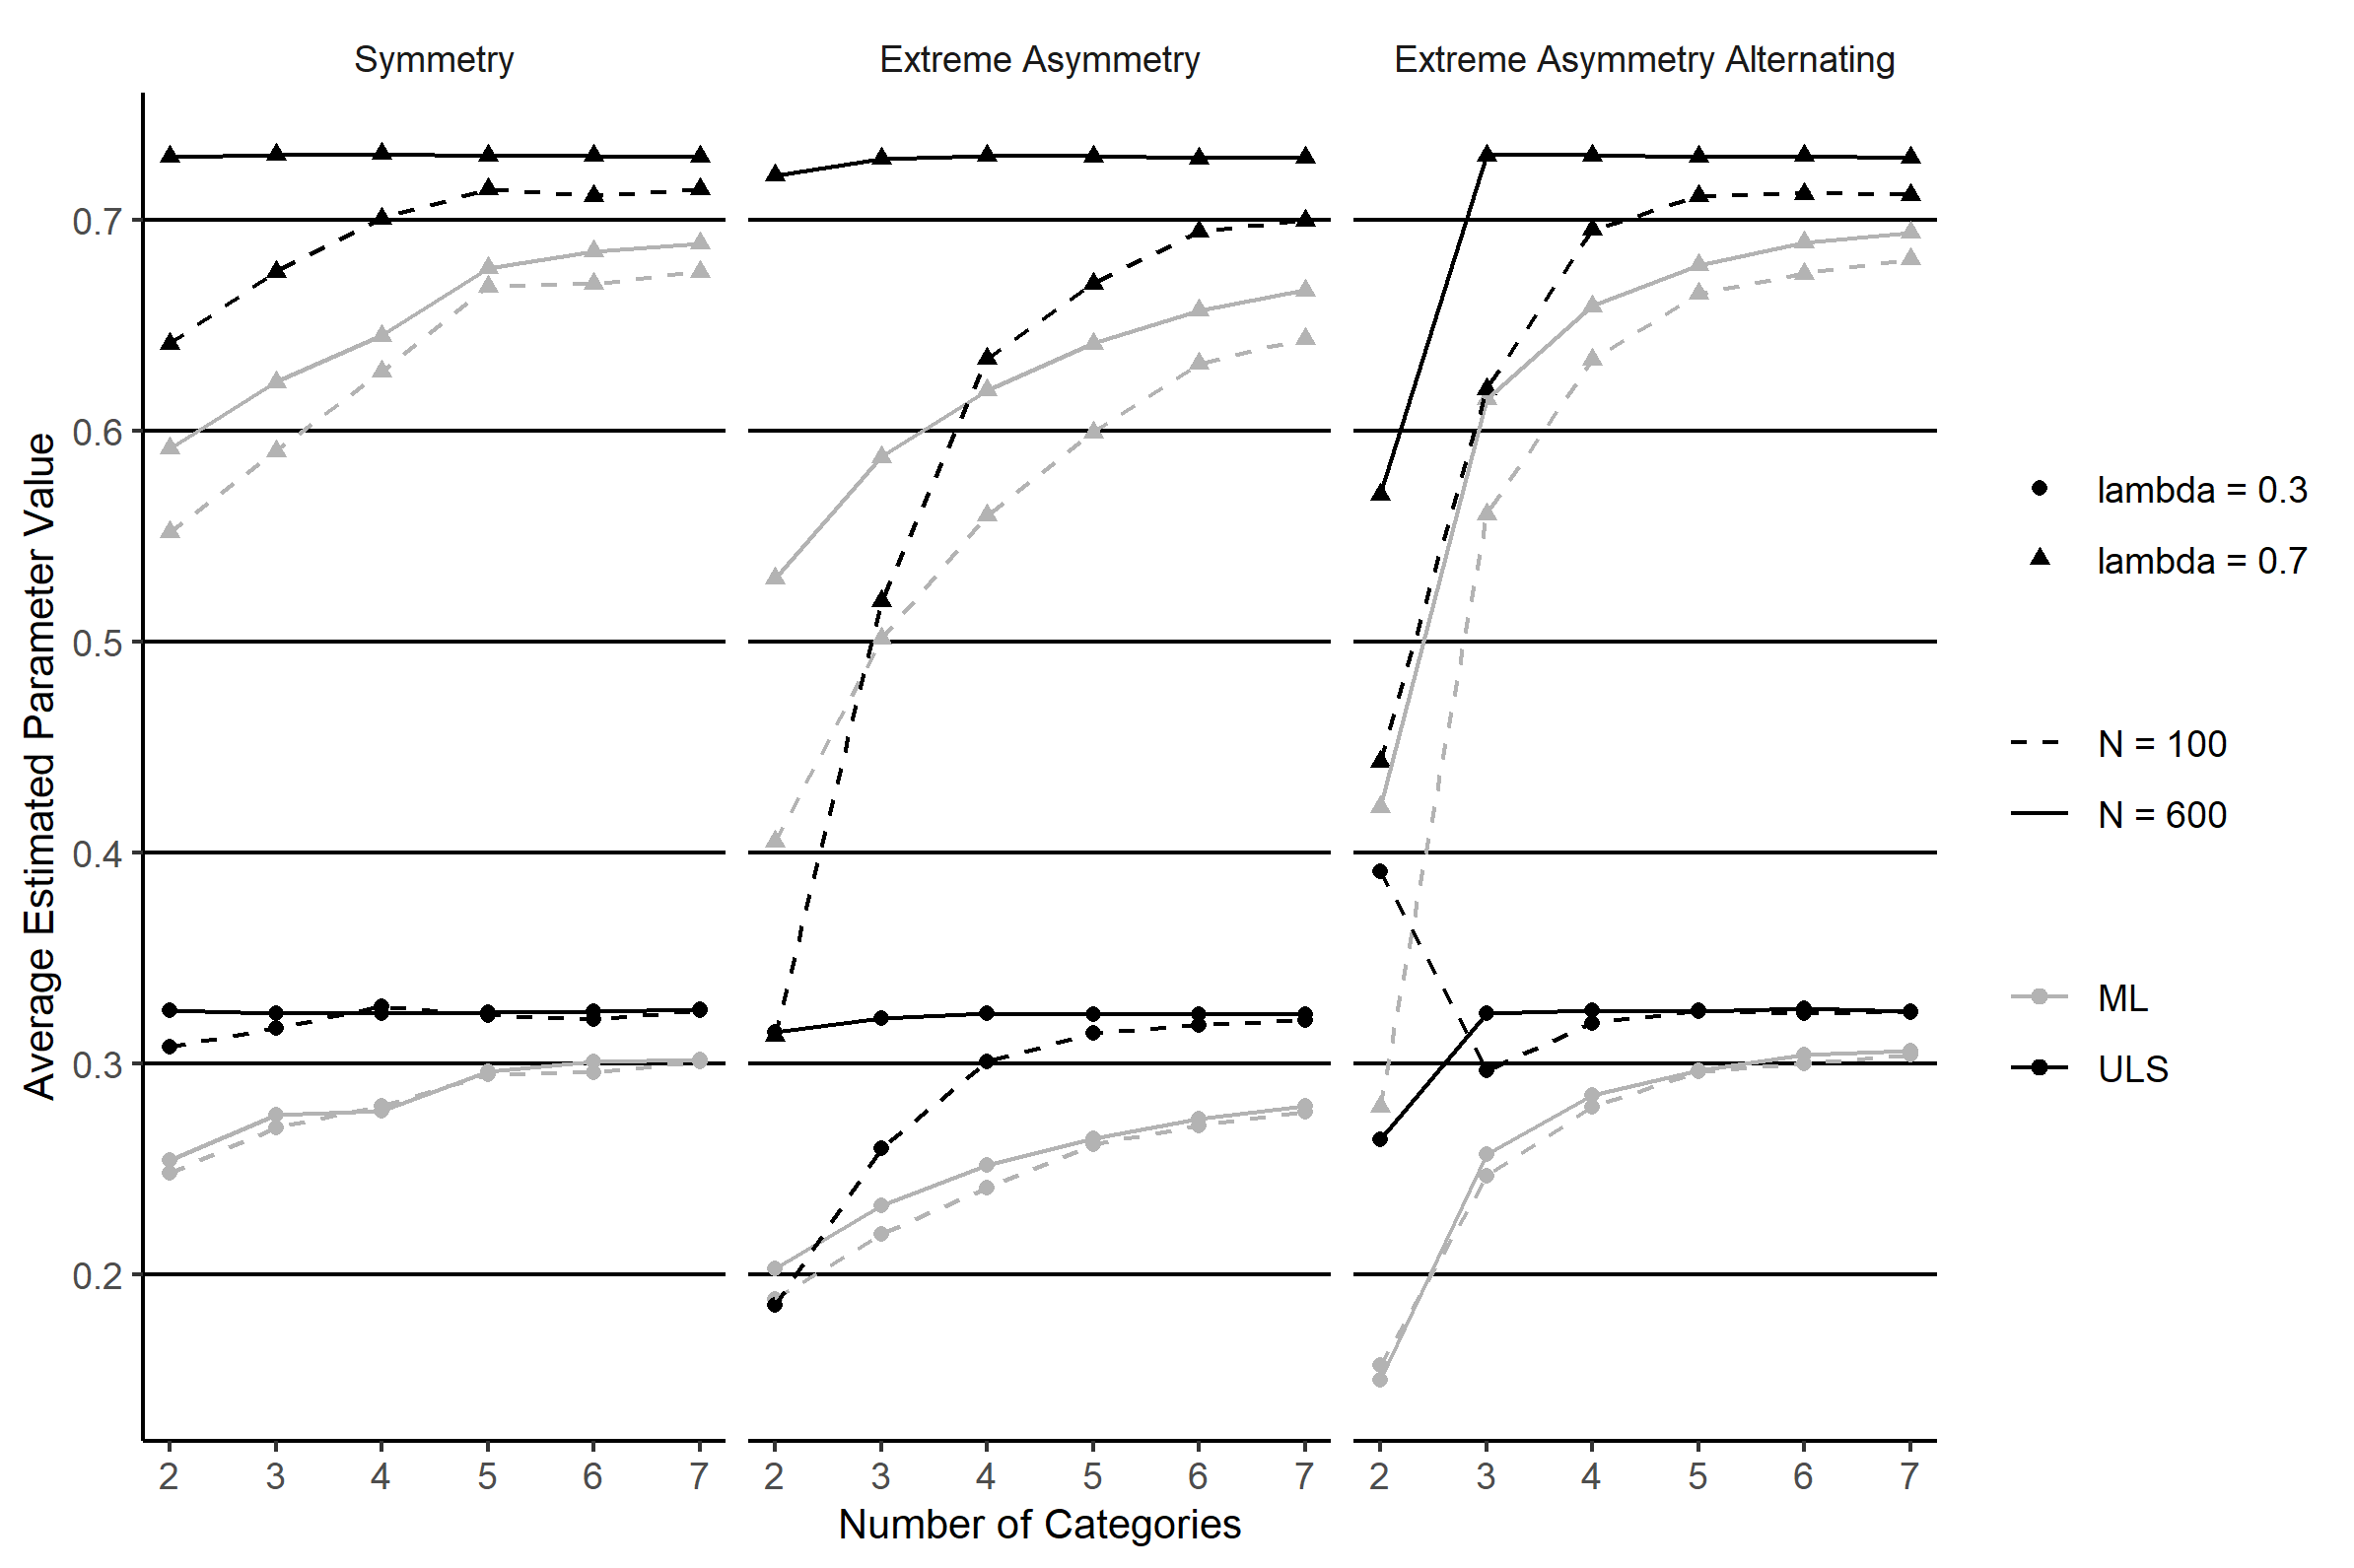 Symmetry
Extreme Asymmetry
Extreme Asymmetry Alternating
Average Estimated Parameter Value
0.7
0.6
0.5
0.4
0.3
0.2
2 3 4 5 6 7
2 3 4 5 6 7
2 3 4 5 6 7
Number of Categories
lambda = 0.3
lambda = 0.7
N = 100
N = 600
ML
ULS